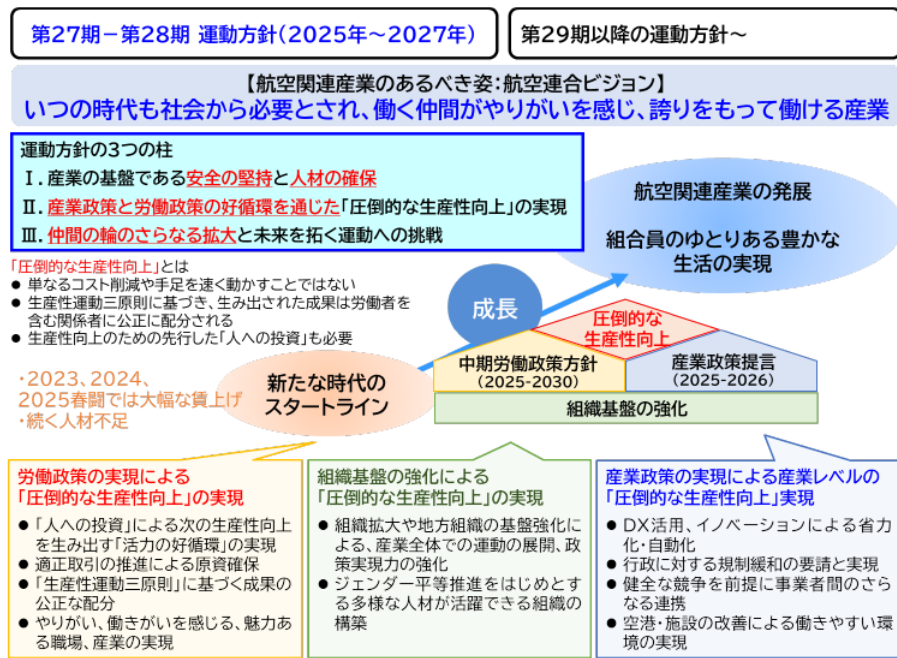 第27期－第28期 運動方針(2025年～2027年)
第29期以降の運動方針～
【航空関連産業のあるべき姿：航空連合ビジョン】
いつの時代も社会から必要とされ、働く仲間がやりがいを感じ、誇りをもって働ける産業
運動方針の3つの柱
Ⅰ．産業の基盤である安全の堅持と人材の確保
Ⅱ．産業政策と労働政策の好循環を通じた「圧倒的な生産性向上」の実現
Ⅲ．仲間の輪のさらなる拡大と未来を拓く運動への挑戦
航空関連産業の発展
組合員のゆとりある豊かな
生活の実現
「圧倒的な生産性向上」とは
● 単なるコスト削減や手足を速く動かすことではない
● 生産性運動三原則に基づき、生み出された成果は労働者を
含む関係者に公正に配分される
● 生産性向上のための先行した「人への投資」も必要
成長
圧倒的な
生産性向上
中期労働政策方針
(2025-2030)
産業政策提言
(2025-2026)
組織基盤の強化
・2023、2024、
2025春闘では大幅な賃上げ
・続く人材不足
新たな時代の
スタートライン
労働政策の実現による
「圧倒的な生産性向上」の実現
● 「人への投資」による次の生産性向上
を生み出す「活力の好循環」の実現
● 適正取引の推進による原資確保
● 「生産性運動三原則」に基づく成果の
公正な配分
● やりがい、働きがいを感じる、魅力あ
る職場、産業の実現
組織基盤の強化による
「圧倒的な生産性向上」の実現
● 組織拡大や地方組織の基盤強化に
よる、産業全体での運動の展開、政
策実現力の強化
● ジェンダー平等推進をはじめとす
る多様な人材が活躍できる組織の
構築
産業政策の実現による産業レベルの
「圧倒的な生産性向上」実現
● DX活用、イノベーションによる省力
化・自動化
● 行政に対する規制緩和の要請と実現
● 健全な競争を前提に事業者間のさら
なる連携
● 空港・施設の改善による働きやすい環
境の実現